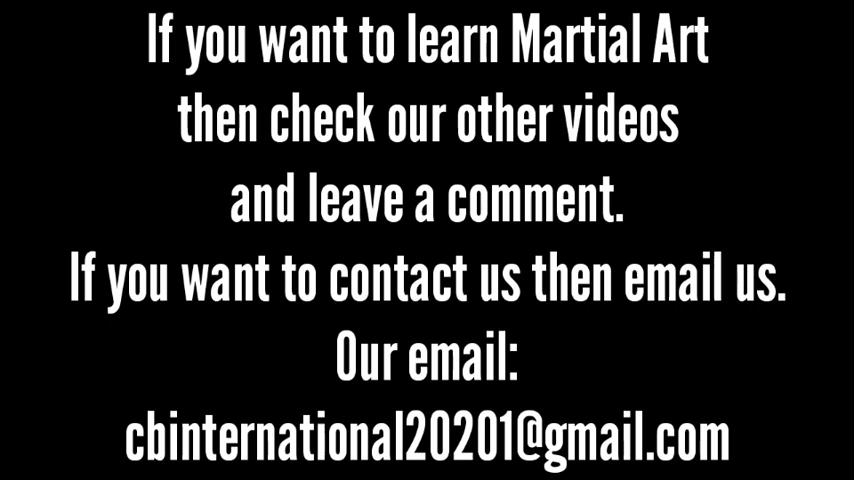 If you want to learn Martial Art
then check our other videos
and leave a comment.
If you want to contact us then email us.
Our email:
cbinternational20201@gmail.com